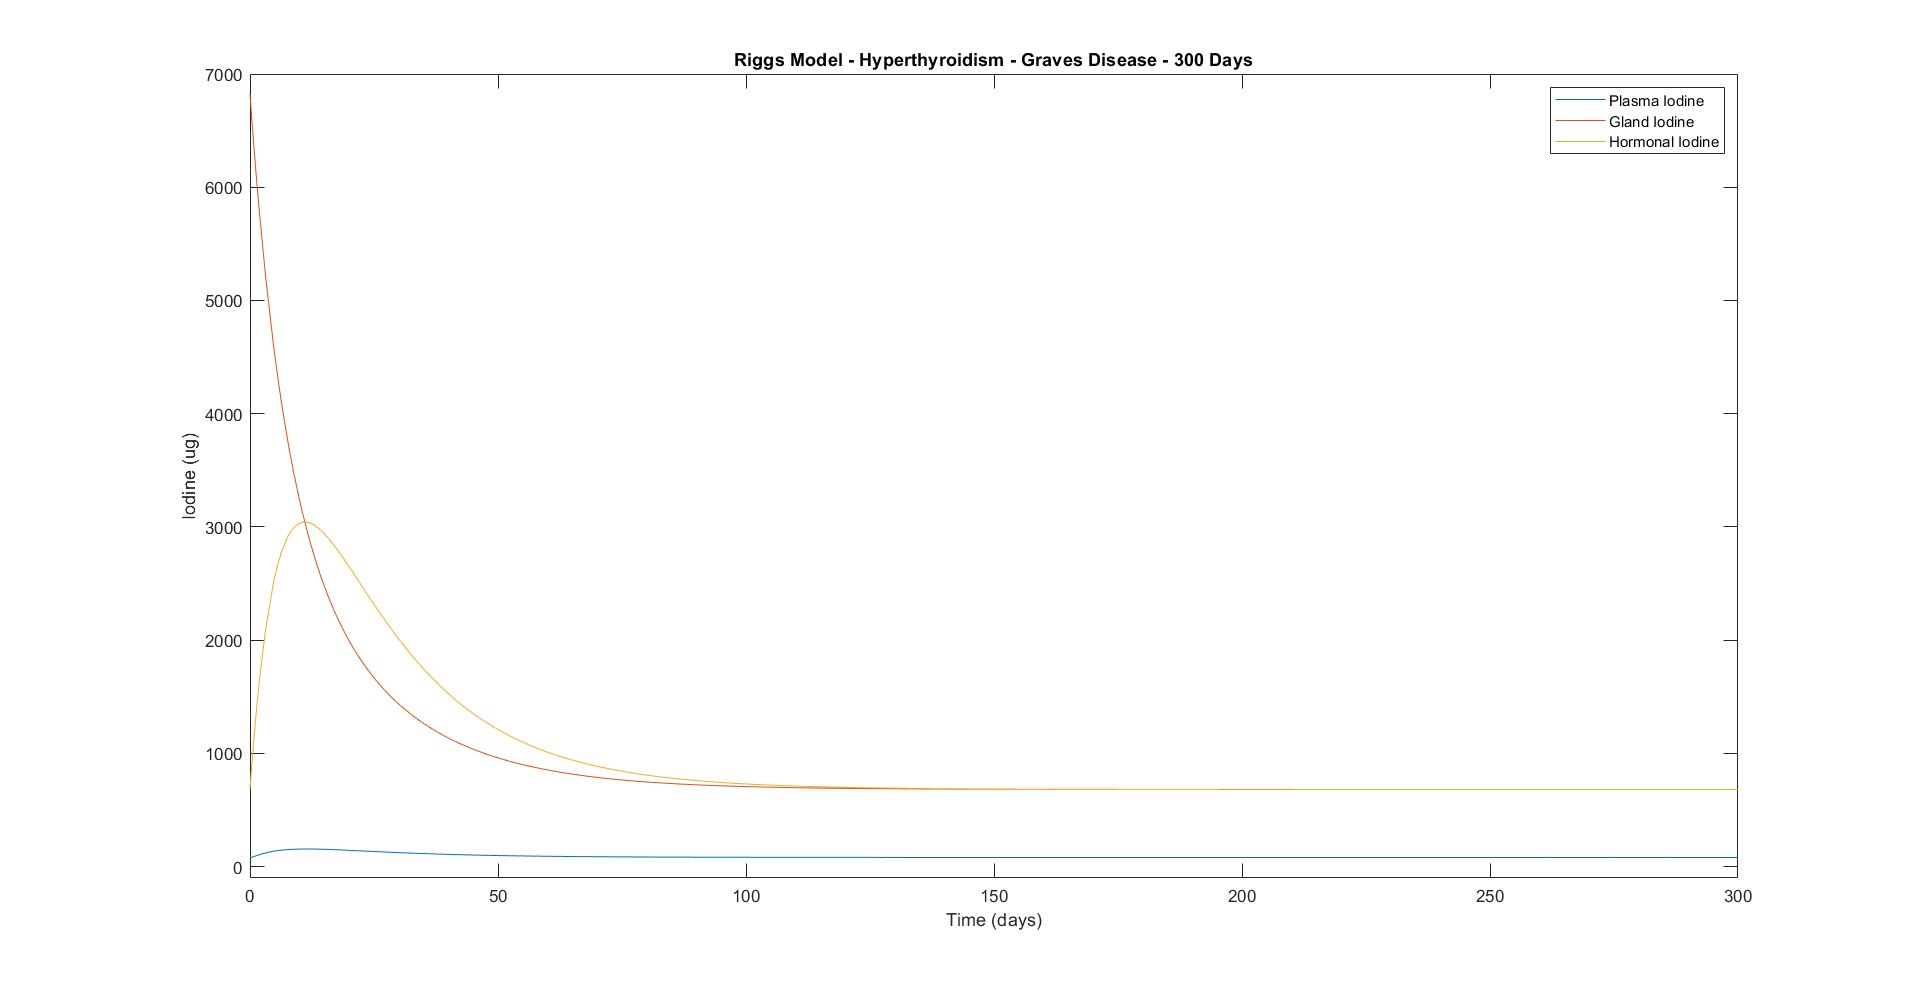 Riggs Model - Hyperthyroidism - Graves Disease - 300 Days
7000
6000
5000
4000
3000
2000
1000
0
Iodine (ug)
Plasma Iodine
Gland Iodine
Hormonal Iodine
0 50 100 150 200 250 300
Time (days)